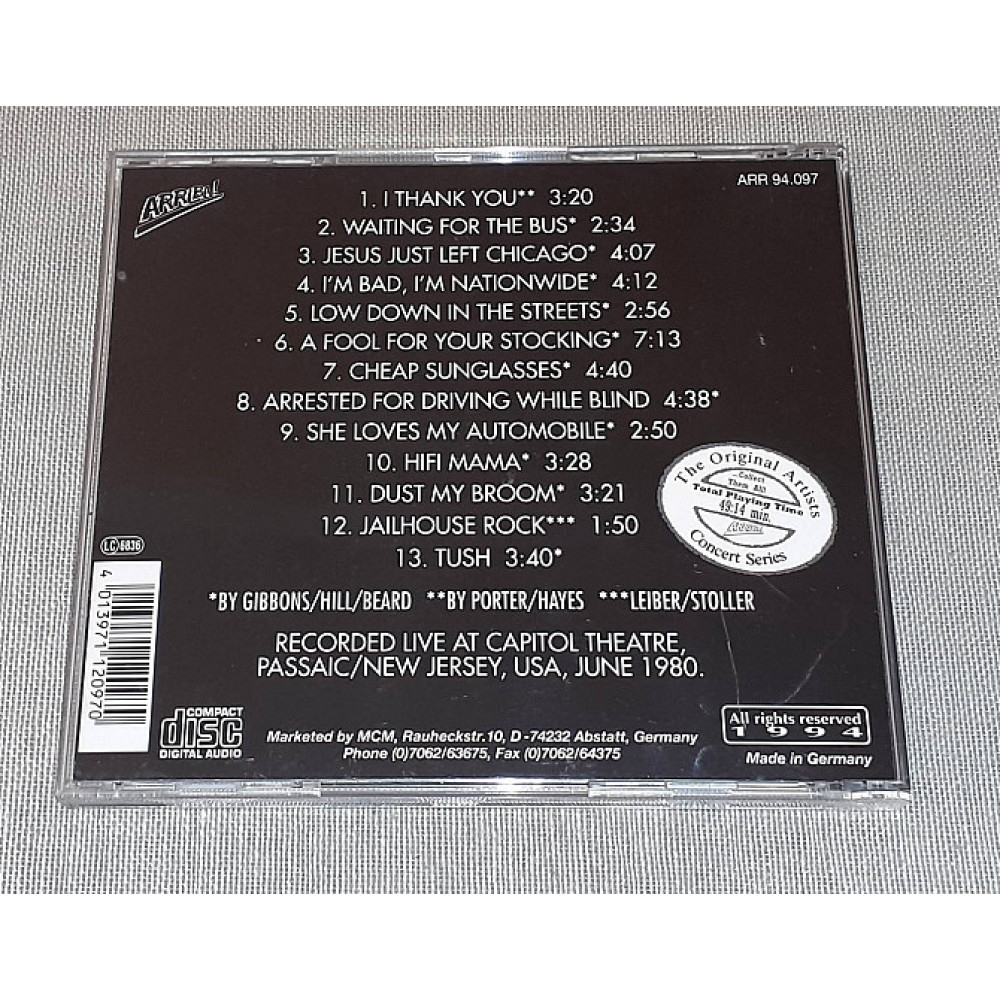 ARRIBA!
ARR 94.097
1. I THANK YOU** 3:20
2. WAITING FOR THE BUS* 2:34
3. JESUS JUST LEFT CHICAGO* 4:07
4. I'M BAD, I'M NATIONWIDE* 4:12
5. LOW DOWN IN THE STREETS* 2:56
6. A FOOL FOR YOUR STOCKING* 7:13
7. CHEAP SUNGLASSES* 4:40
8. ARRESTED FOR DRIVING WHILE BLIND 4:38*
9. SHE LOVES MY AUTOMOBILE* 2:50
10. HIFI MAMA* 3:28
11. DUST MY BROOM* 3:21
12. JAILHOUSE ROCK*** 1:50
13. TUSH 3:40*
The Original Artists
Collect
Them All!
Total Playing Time
49:14 min.
Concert Series
LC 6836
4 013971 120970
*BY GIBBONS/HILL/BEARD **BY PORTER/HAYES ***LEIBER/STOLLER
RECORDED LIVE AT CAPITOL THEATRE,
PASSAIC/NEW JERSEY, USA, JUNE 1980.
COMPACT
disc
DIGITAL AUDIO
Marketed by MCM, Rauheckstr. 10, D-74232 Abstatt, Germany
Phone (0)7062/63675, Fax (0)7062/64375
All rights reserved
1994
Made in Germany